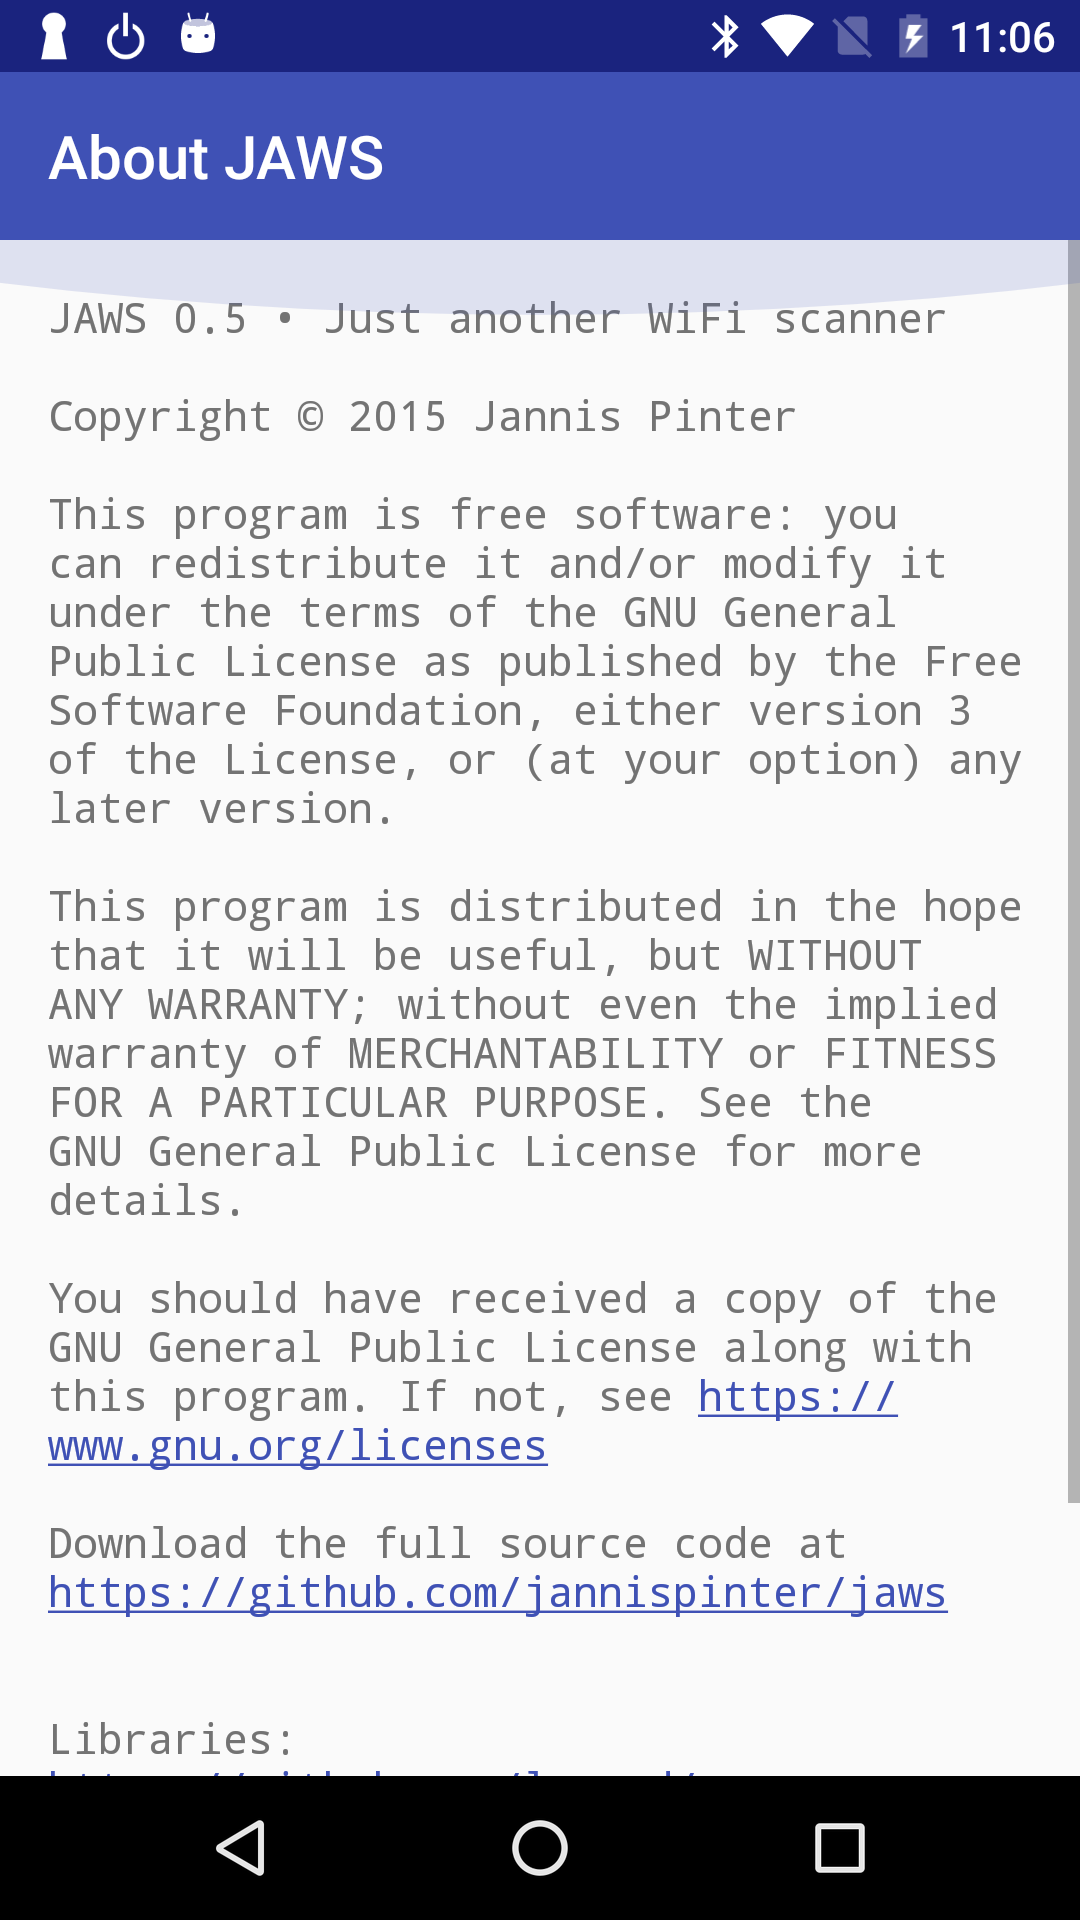 11:06
About JAWS
JAWS 0.5 • Just another WiFi scanner
Copyright © 2015 Jannis Pinter
This program is free software: you
can redistribute it and/or modify it
under the terms of the GNU General
Public License as published by the Free
Software Foundation, either version 3
of the License, or (at your option) any
later version.
This program is distributed in the hope
that it will be useful, but WITHOUT
ANY WARRANTY; without even the implied
warranty of MERCHANTABILITY or FITNESS
FOR A PARTICULAR PURPOSE. See the
GNU General Public License for more
details.
You should have received a copy of the
GNU General Public License along with
this program. If not, see https://
www.gnu.org/licenses
Download the full source code at
https://github.com/jannispinter/jaws
Libraries: